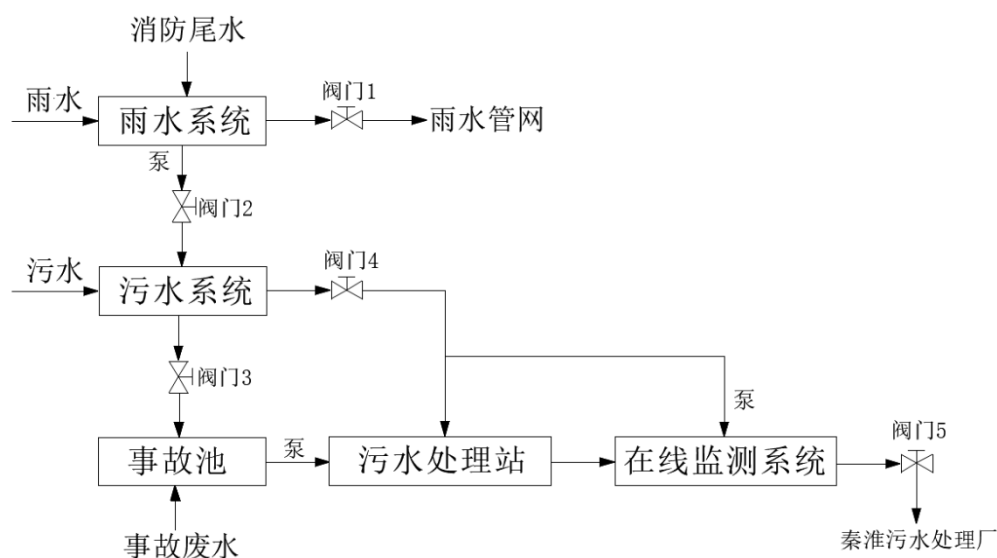 消防尾水
雨水
雨水系统
阀门1
雨水管网
泵
阀门2
污水
污水系统
阀门4
阀门3
泵
事故池
泵
污水处理站
在线监测系统
阀门5
事故废水
秦淮污水处理厂